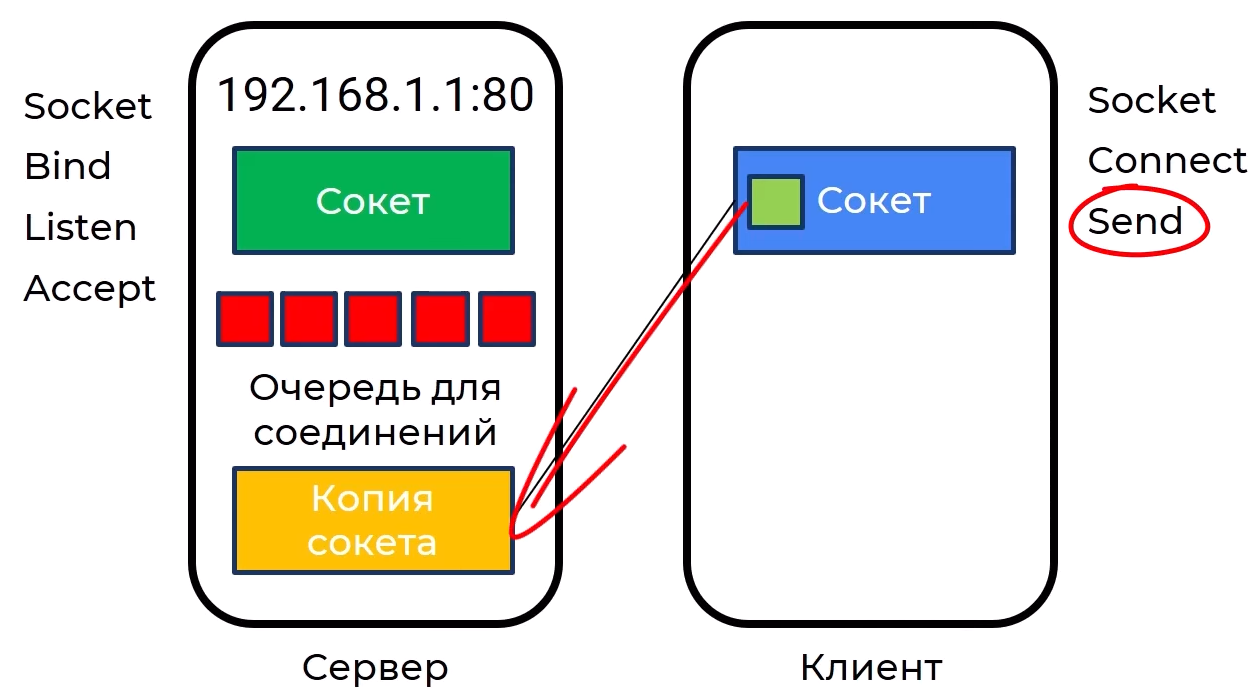 Socket
Bind
Listen
Accept
192.168.1.1:80
Сокет
Очередь для
соединений
Копия
сокета
Сервер
Сокет
Клиент
Socket
Connect
Send